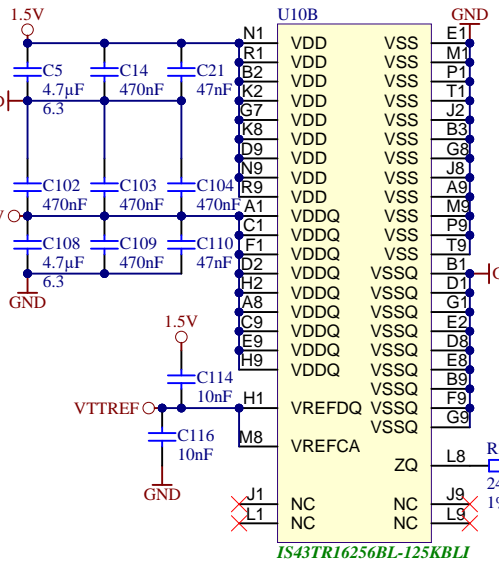 U10B
1.5V
GND
C5
4.7µF
6.3
C14
470nF
C21
47nF
C102
470nF
C103
470nF
C104
470nF
C108
4.7µF
6.3
C109
470nF
C110
47nF
GND
1.5V
C114
10nF
VTTREF
C116
10nF
GND
N1 VDD VSS E1
R1 VDD VSS M1
B2 VDD VSS P1
K2 VDD VSS T1
G7 VDD VSS J2
K8 VDD VSS B3
D9 VDD VSS G8
N9 VDD VSS J8
R9 VDD VSS A9
A1 VDDQ VSS M9
C1 VDDQ VSS P9
F1 VDDQ VSS T9
D2 VDDQ VSSQ B1
H2 VDDQ VSSQ D1
A8 VDDQ VSSQ G1
C9 VDDQ VSSQ E2
E9 VDDQ VSSQ D8
H9 VDDQ VSSQ E8
VSSQ B9
H1 VREFDQ VSSQ F9
VSSQ G9
M8 VREFCA
ZQ L8
J1 NC NC J9
L1 NC NC L9
IS43TR16256BL-125KBLI